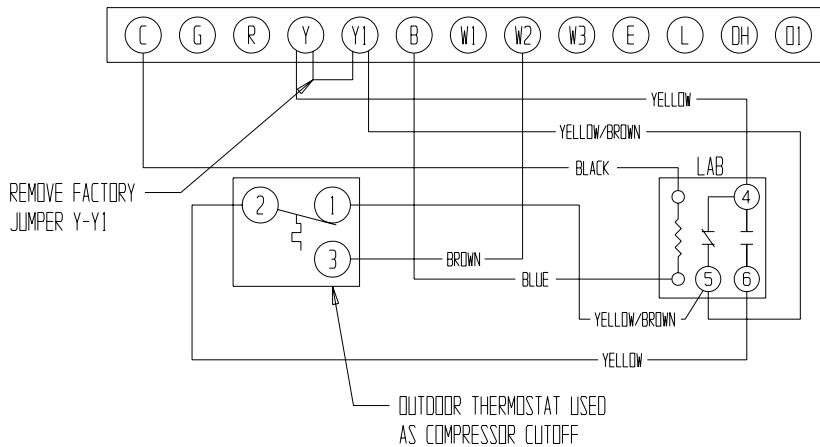 C G R Y Y1 B W1 W2 W3 E L DH O1
YELLOW
YELLOW/BROWN
BLACK LAB
REMOVE FACTORY
JUMPER Y-Y1
2 1 4
3 BROWN
BLUE 5 6
YELLOW/BROWN
YELLOW
OUTDOOR THERMOSTAT USED
AS COMPRESSOR CUTOFF